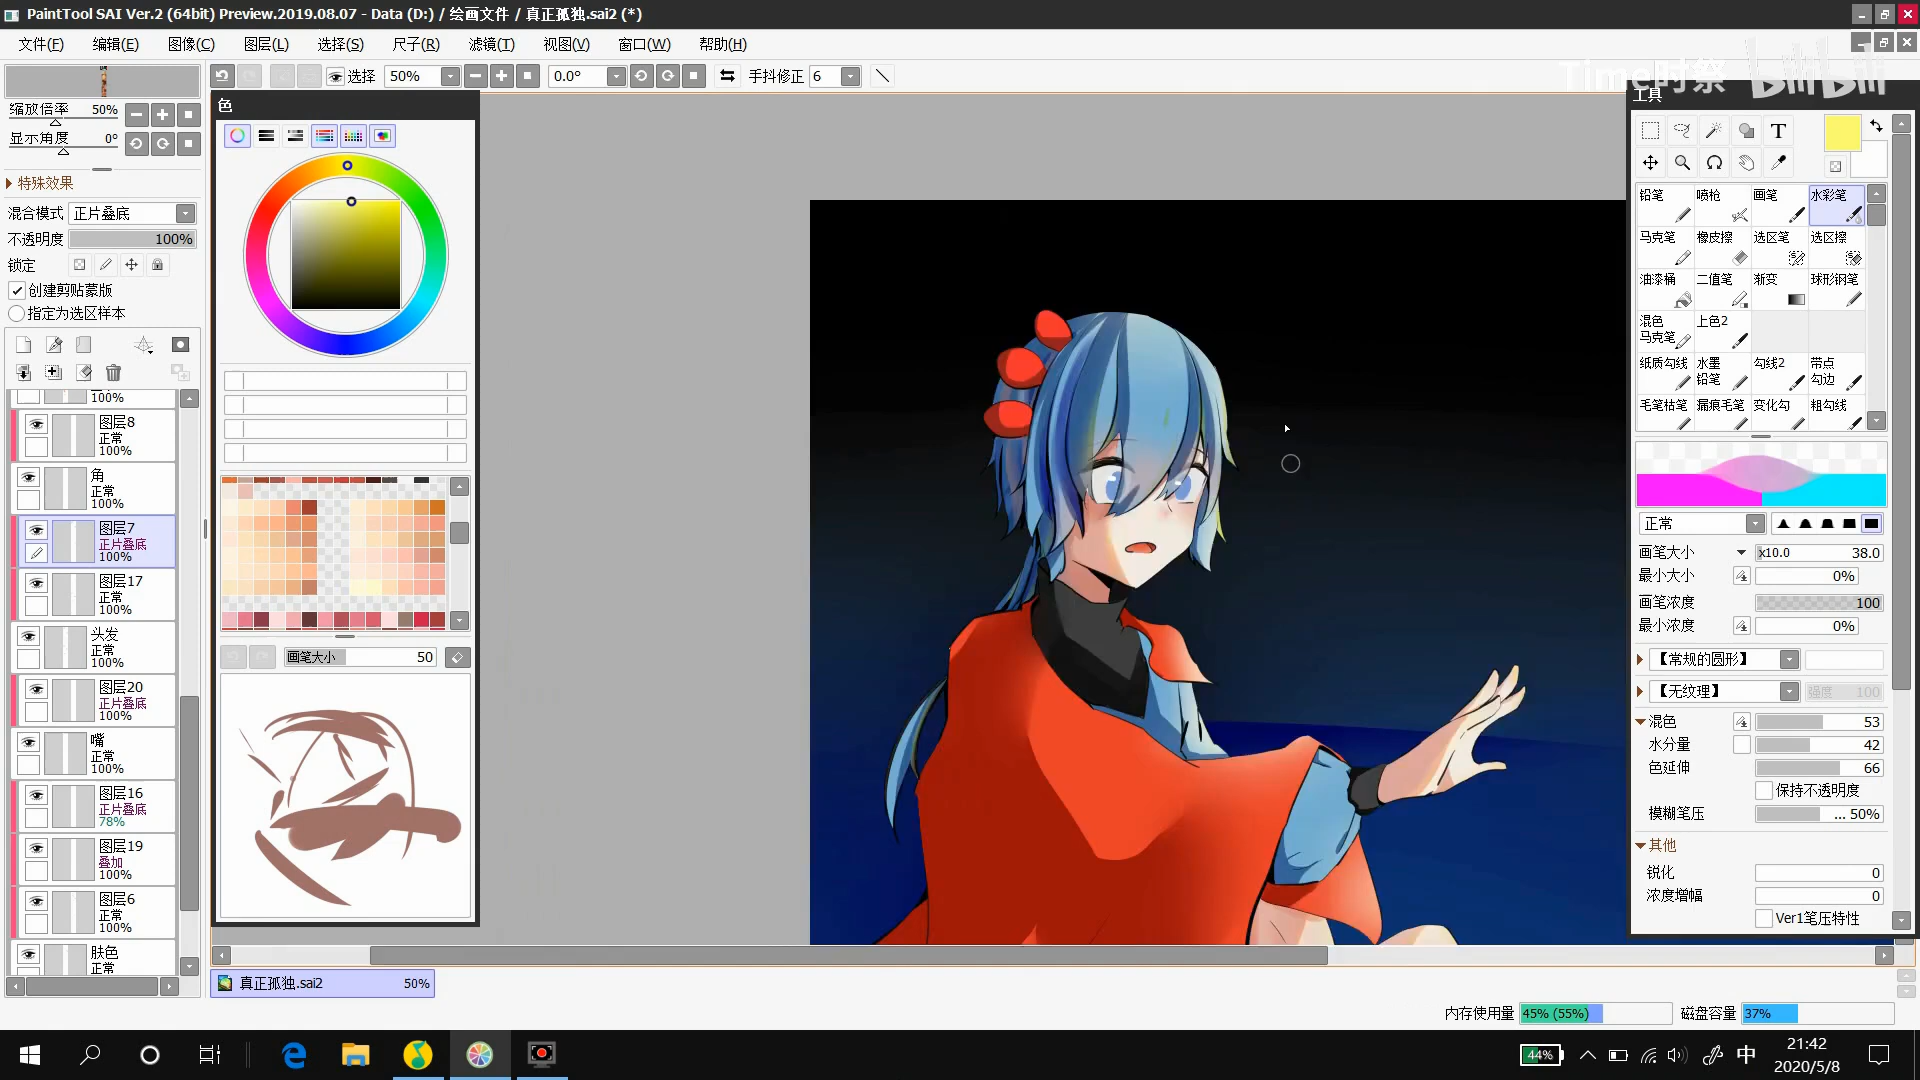 PaintTool SAI Ver.2 (64bit) Preview.2019.08.07 - Data (D:) / 绘画文件 / 真正孤独.sai2 (*)
文件(F) 编辑(E) 图像(C) 图层(L) 选择(S) 尺子(R) 滤镜(T) 视图(V) 窗口(W) 帮助(H)
选择 50% 0.0° 手抖修正 6
Time时祭 bilibili
缩放倍率 50%
显示角度 0°
特殊效果
混合模式 正片叠底
不透明度 100%
锁定
创建剪贴蒙版
指定为选区样本
100%
图层8
正常
100%
角
正常
100%
图层7
正片叠底
100%
图层17
正常
100%
头发
正常
100%
图层20
正片叠底
100%
嘴
正常
100%
图层16
正片叠底
78%
图层19
叠加
100%
图层6
正常
100%
肤色
正常
色
画笔大小 50
工具
T
铅笔 喷枪 画笔 水彩笔
马克笔 橡皮擦 选区笔 选区擦
油漆桶 二值笔 渐变 球形钢笔
混色
马克笔
上色2
纸质勾线
水墨
铅笔
勾线2
带点
勾边
毛笔枯笔 漏痕毛笔 变化勾 粗勾线
正常
画笔大小 x10.0 38.0
最小大小 0%
画笔浓度 100
最小浓度 0%
【常规的圆形】
【无纹理】 强度 100
混色 53
水分量 42
色延伸 66
保持不透明度
模糊笔压 ... 50%
其他
锐化 0
浓度增幅 0
Ver1笔压特性
真正孤独.sai2 50%
内存使用量 45% (55%) 磁盘容量 37%
44% 中 21:42
2020/5/8